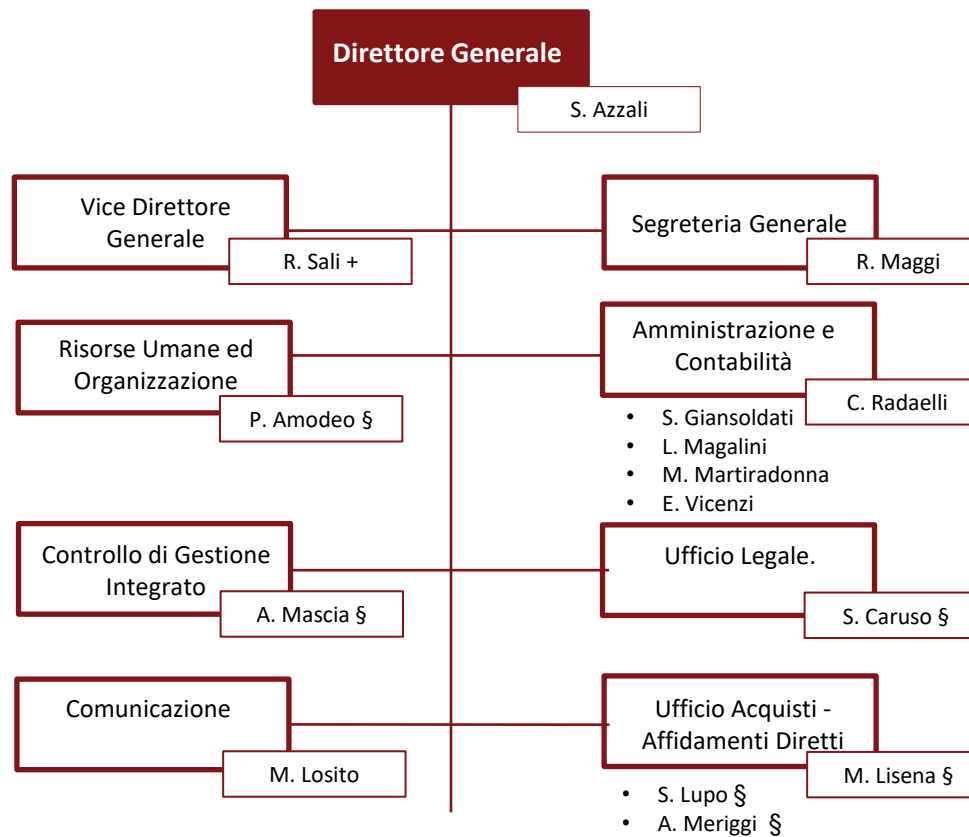 Direttore Generale
S. Azzali
Vice Direttore
Generale
R. Sali +
Segreteria Generale
R. Maggi
Risorse Umane ed
Organizzazione
P. Amodeo §
Amministrazione e
Contabilità
C. Radaelli
• S. Giansoldati
• L. Magalini
• M. Martiradonna
• E. Vicenzi
Controllo di Gestione
Integrato
A. Mascia §
Ufficio Legale.
S. Caruso §
Comunicazione
M. Losito
Ufficio Acquisti -
Affidamenti Diretti
M. Lisena §
• S. Lupo §
• A. Meriggi §